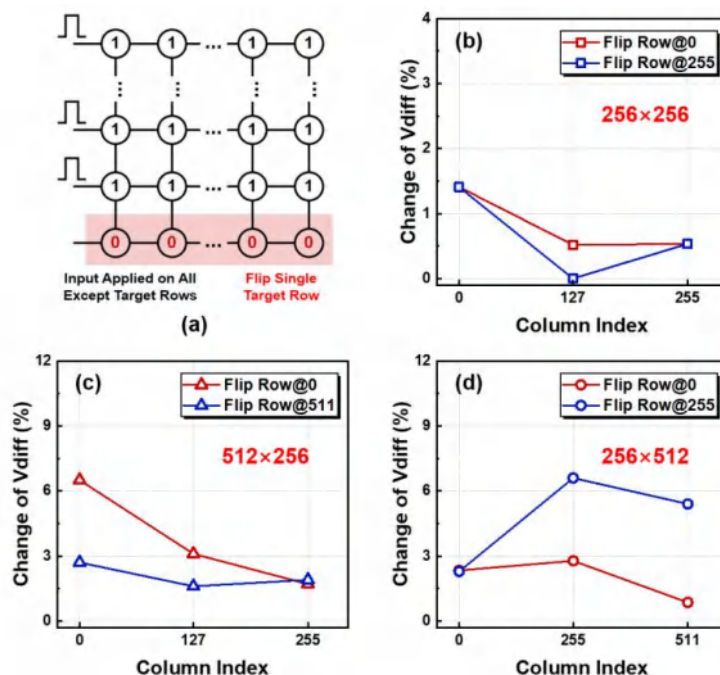 1 1 ... 1 1
⋮ ⋮ ⋮ ⋮
1 1 ... 1 1
1 1 ... 1 1
0 0 ... 0 0
Input Applied on All
Except Target Rows
Flip Single
Target Row
(a)
(b)
Flip Row@0
Flip Row@255
256×256
Change of Vdiff (%)
4
3
2
1
0
0 127 255
Column Index
(c)
Flip Row@0
Flip Row@511
512×256
Change of Vdiff (%)
12
9
6
3
0
0 127 255
Column Index
(d)
Flip Row@0
Flip Row@255
256×512
Change of Vdiff (%)
12
9
6
3
0
0 255 511
Column Index